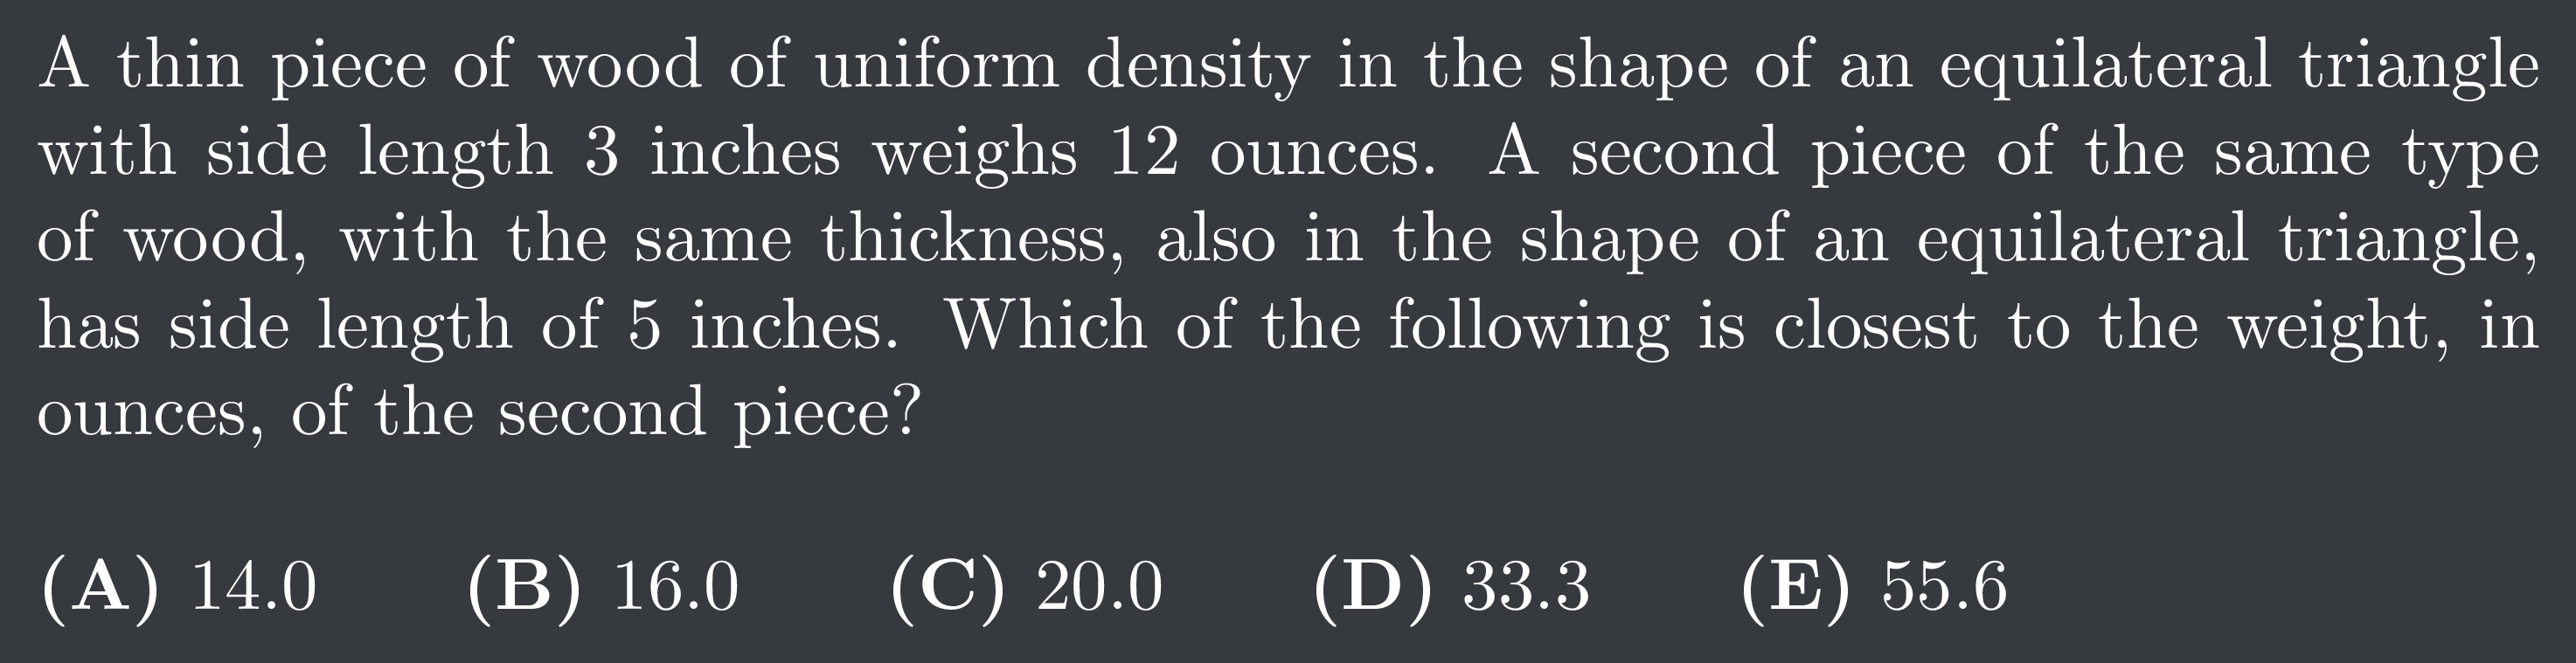 A thin piece of wood of uniform density in the shape of an equilateral triangle
with side length 3 inches weighs 12 ounces. A second piece of the same type
of wood, with the same thickness, also in the shape of an equilateral triangle,
has side length of 5 inches. Which of the following is closest to the weight, in
ounces, of the second piece?
(A) 14.0 (B) 16.0 (C) 20.0 (D) 33.3 (E) 55.6